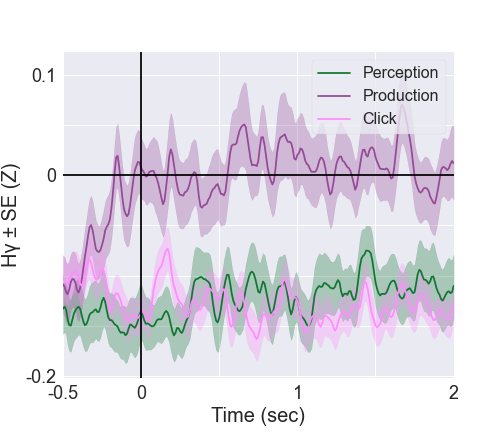 0.1
Perception
Production
Click
0
Hγ ± SE (Z)
-0.2
-0.5
0
1
2
Time (sec)